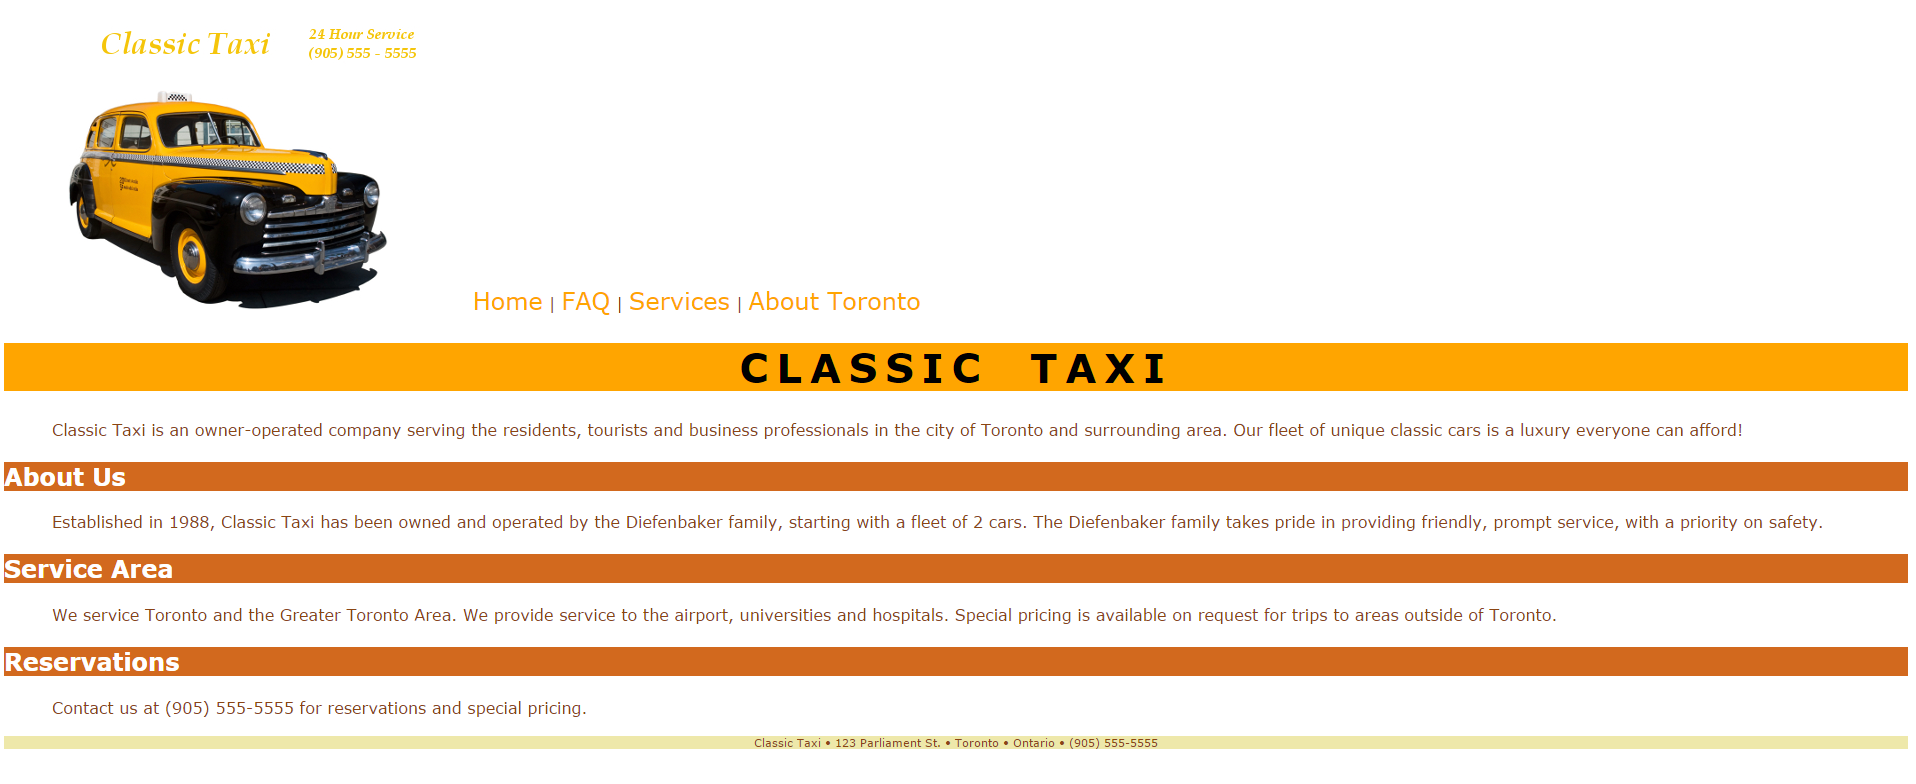 Classic Taxi
24 Hour Service
(905) 555 - 5555
Home | FAQ | Services | About Toronto
CLASSIC TAXI
Classic Taxi is an owner-operated company serving the residents, tourists and business professionals in the city of Toronto and surrounding area. Our fleet of unique classic cars is a luxury everyone can afford!
About Us
Established in 1988, Classic Taxi has been owned and operated by the Diefenbaker family, starting with a fleet of 2 cars. The Diefenbaker family takes pride in providing friendly, prompt service, with a priority on safety.
Service Area
We service Toronto and the Greater Toronto Area. We provide service to the airport, universities and hospitals. Special pricing is available on request for trips to areas outside of Toronto.
Reservations
Contact us at (905) 555-5555 for reservations and special pricing.
Classic Taxi • 123 Parliament St. • Toronto • Ontario • (905) 555-5555